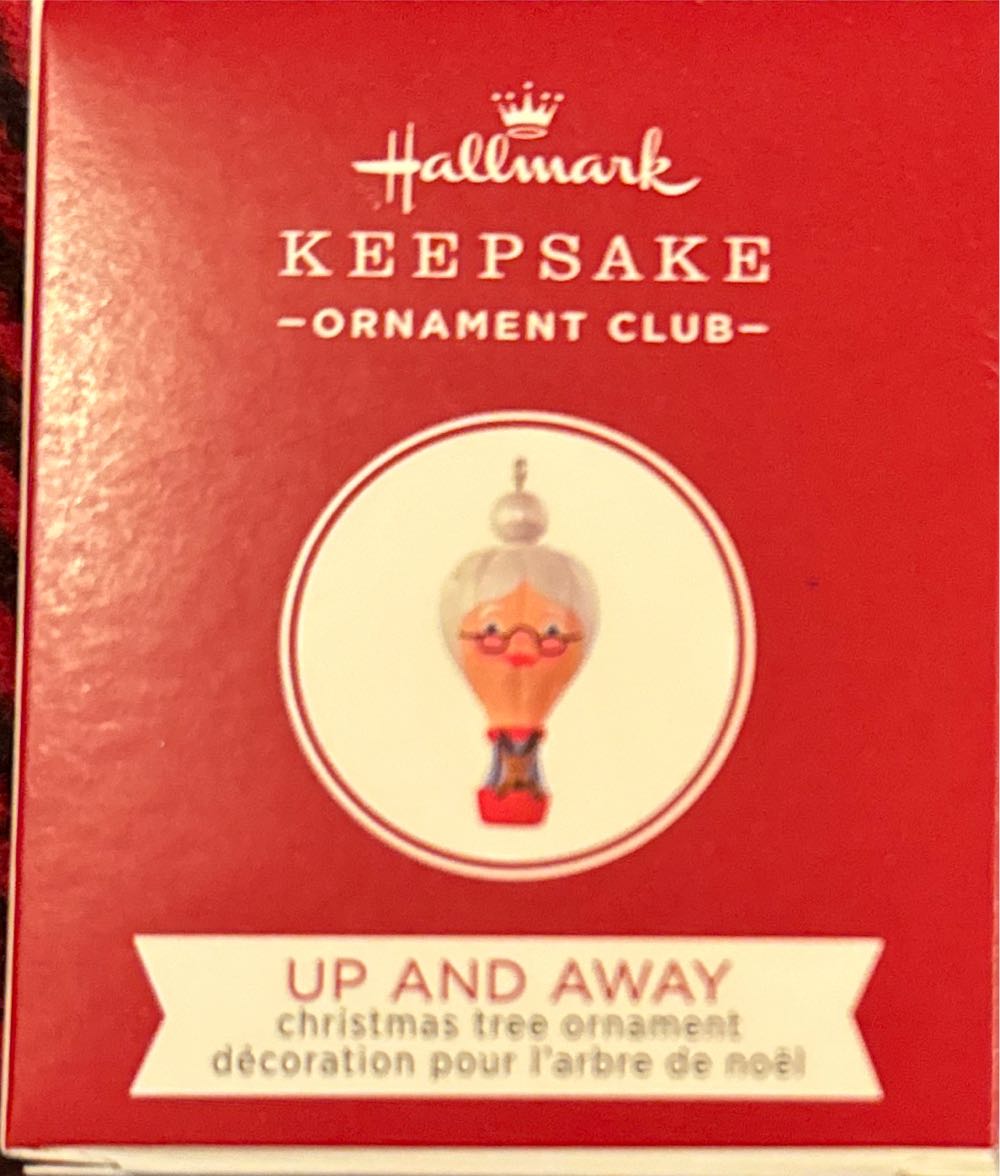 Hallmark
KEEPSAKE
–ORNAMENT CLUB–
UP AND AWAY
christmas tree ornament
décoration pour l'arbre de noël